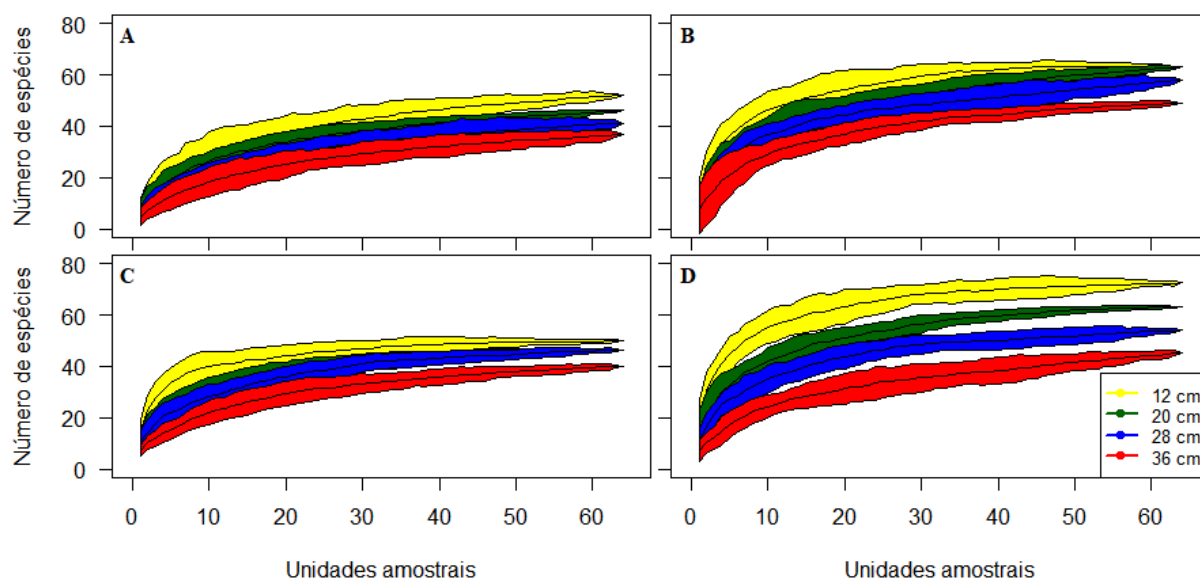 Número de espécies
80
60
40
20
0
A
B
Número de espécies
80
60
40
20
0
C
D
12 cm
20 cm
28 cm
36 cm
0 10 20 30 40 50 60
0 10 20 30 40 50 60
Unidades amostrais
Unidades amostrais